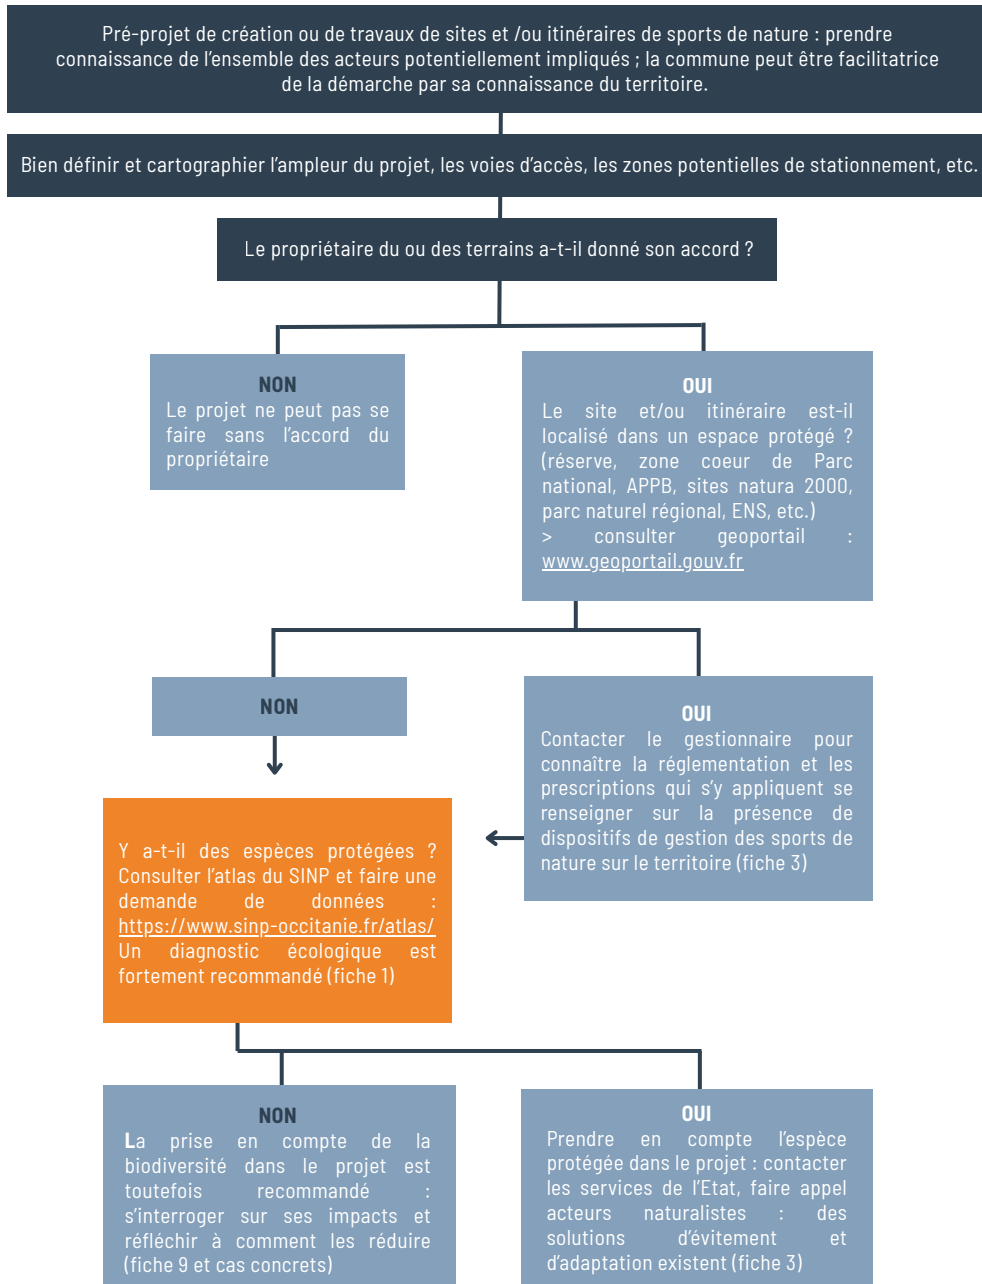 Pré-projet de création ou de travaux de sites et /ou itinéraires de sports de nature : prendre
connaissance de l'ensemble des acteurs potentiellement impliqués ; la commune peut être facilitatrice
de la démarche par sa connaissance du territoire.
Bien définir et cartographier l'ampleur du projet, les voies d'accès, les zones potentielles de stationnement, etc.
Le propriétaire du ou des terrains a-t-il donné son accord ?
NON
Le projet ne peut pas se
faire sans l'accord du
propriétaire
OUI
Le site et/ou itinéraire est-il
localisé dans un espace protégé ?
(réserve, zone coeur de Parc
national, APPB, sites natura 2000,
parc naturel régional, ENS, etc.)
> consulter geoportail :
www.geoportail.gouv.fr
NON
OUI
Contacter le gestionnaire pour
connaître la réglementation et les
prescriptions qui s'y appliquent se
renseigner sur la présence de
dispositifs de gestion des sports de
nature sur le territoire (fiche 3)
Y a-t-il des espèces protégées ?
Consulter l'atlas du SINP et faire une
demande de données :
https://www.sinp-occitanie.fr/atlas/
Un diagnostic écologique est
fortement recommandé (fiche 1)
NON
La prise en compte de la
biodiversité dans le projet est
toutefois recommandé :
s'interroger sur ses impacts et
réfléchir à comment les réduire
(fiche 9 et cas concrets)
OUI
Prendre en compte l'espèce
protégée dans le projet : contacter
les services de l'Etat, faire appel
acteurs naturalistes : des
solutions d'évitement et
d'adaptation existent (fiche 3)